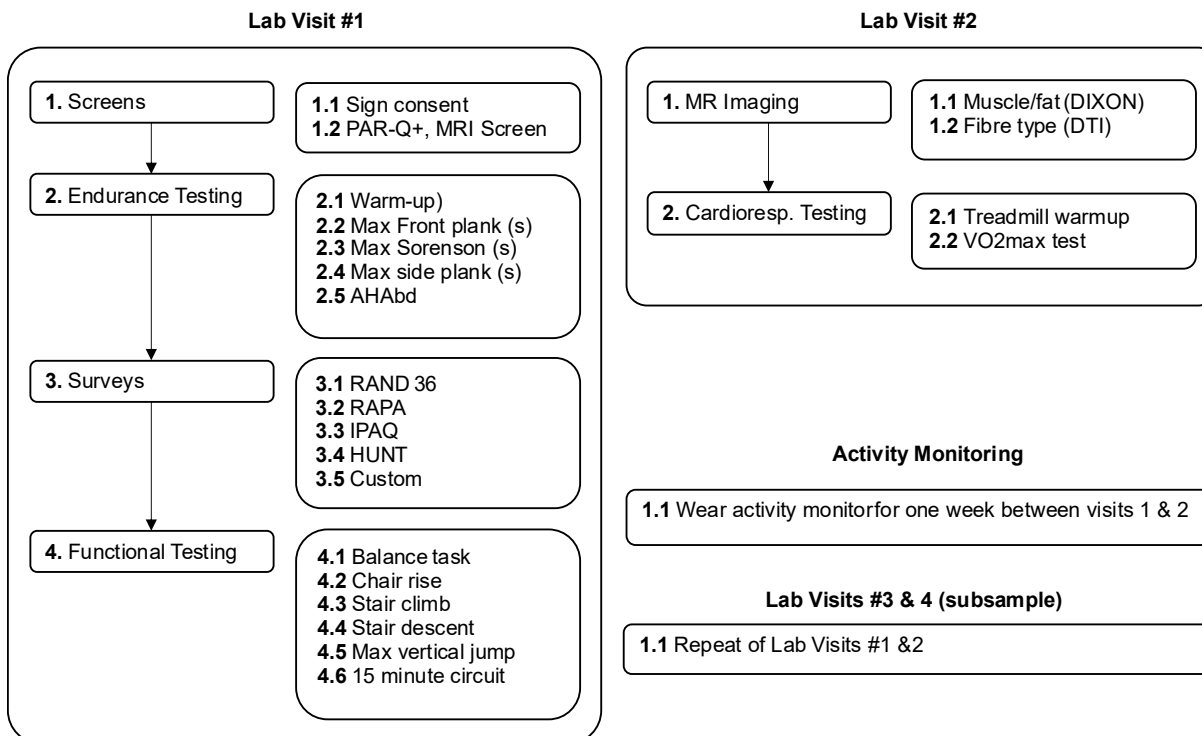 Lab Visit #1
1. Screens
1.1 Sign consent
1.2 PAR-Q+, MRI Screen
2. Endurance Testing
2.1 Warm-up)
2.2 Max Front plank (s)
2.3 Max Sorenson (s)
2.4 Max side plank (s)
2.5 AHAbd
3. Surveys
3.1 RAND 36
3.2 RAPA
3.3 IPAQ
3.4 HUNT
3.5 Custom
4. Functional Testing
4.1 Balance task
4.2 Chair rise
4.3 Stair climb
4.4 Stair descent
4.5 Max vertical jump
4.6 15 minute circuit
Lab Visit #2
1. MR Imaging
1.1 Muscle/fat (DIXON)
1.2 Fibre type (DTI)
2. Cardioresp. Testing
2.1 Treadmill warmup
2.2 VO2max test
Activity Monitoring
1.1 Wear activity monitorfor one week between visits 1 & 2
Lab Visits #3 & 4 (subsample)
1.1 Repeat of Lab Visits #1 &2